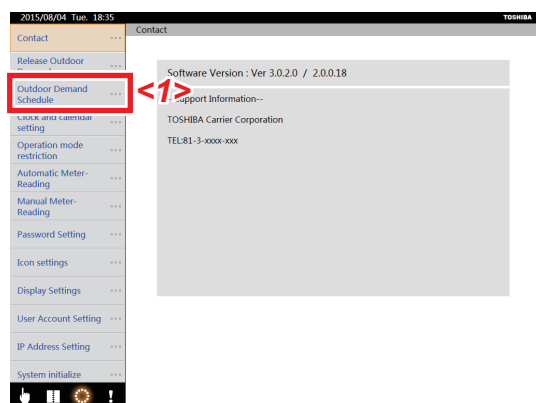 2015/08/04 Tue. 18:35
TOSHIBA
Contact
Contact
Release Outdoor
Outdoor Demand
Schedule
<1>
Clock and calendar
setting
Operation mode
restriction
Automatic Meter-
Reading
Manual Meter-
Reading
Password Setting
Icon settings
Display Settings
User Account Setting
IP Address Setting
System initialize
Software Version : Ver 3.0.2.0 / 2.0.0.18
--Support Information--
TOSHIBA Carrier Corporation
TEL:81-3-xxxx-xxx